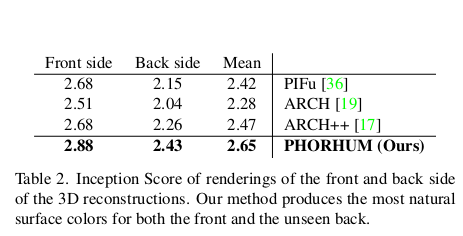 Front side Back side Mean
2.68 2.15 2.42 PIFu [36]
2.51 2.04 2.28 ARCH [19]
2.68 2.26 2.47 ARCH++ [17]
2.88 2.43 2.65 PHORHUM (Ours)
Table 2. Inception Score of renderings of the front and back side
of the 3D reconstructions. Our method produces the most natural
surface colors for both the front and the unseen back.